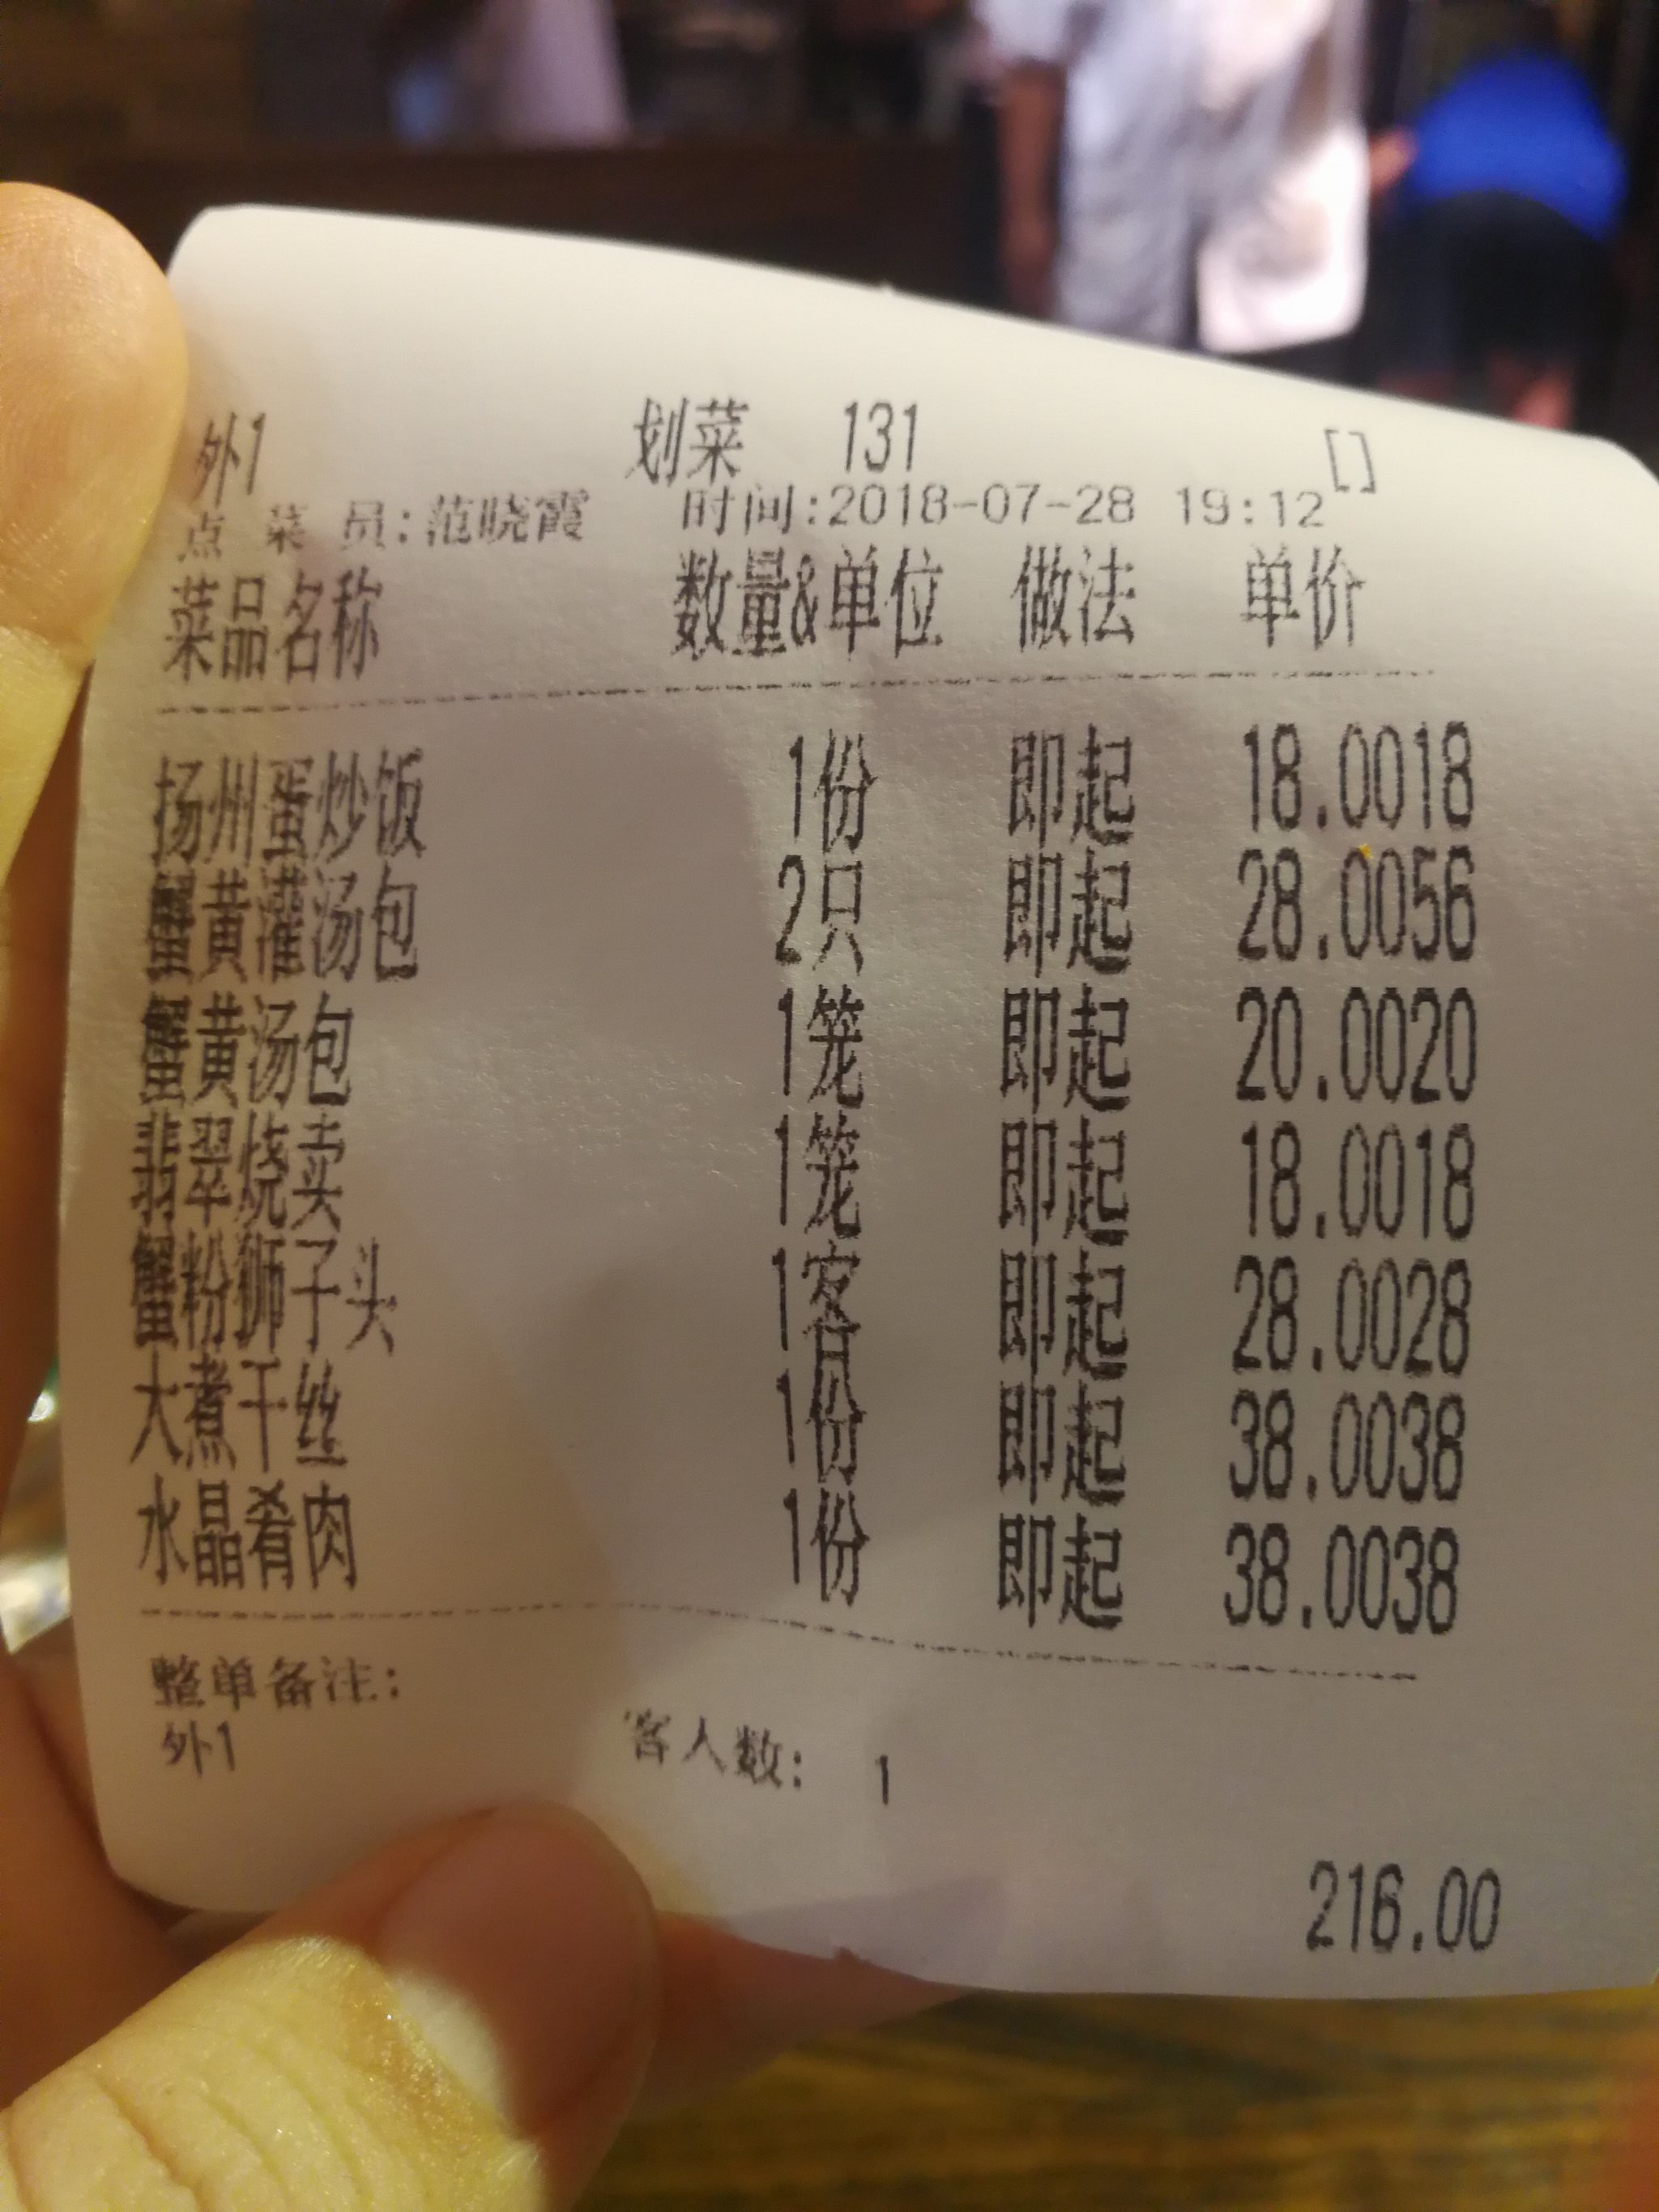 外1 划菜 131 []
点菜员:范晓霞 时间:2018-07-28 19:12
菜品名称 数量&单位 做法 单价
扬州蛋炒饭 1份 即起 18.0018
蟹黄灌汤包 2只 即起 28.0056
蟹黄汤包 1笼 即起 20.0020
翡翠烧卖 1笼 即起 18.0018
蟹粉狮子头 1客 即起 28.0028
大煮干丝 1份 即起 38.0038
水晶肴肉 1份 即起 38.0038
整单备注:
外1 客人数: 1
216.00